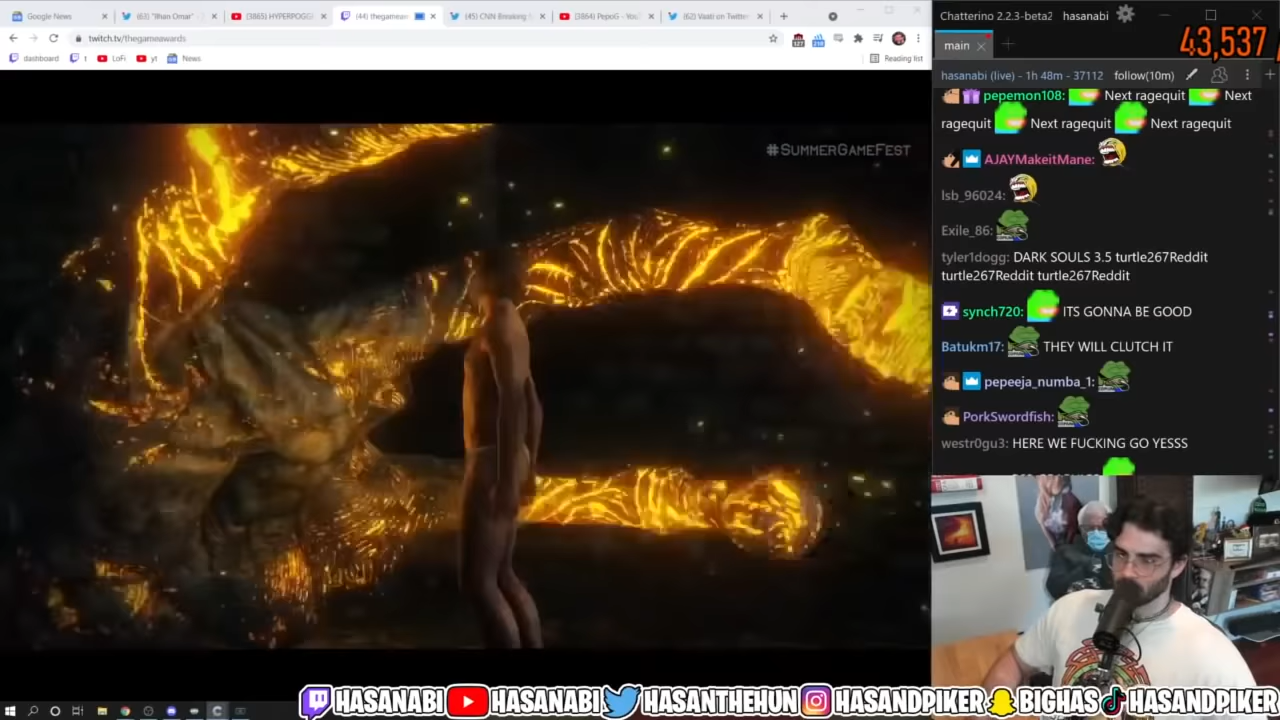 Google News
(63) "Ilhan Omar"
(3865) HYPERPOGG
(44) thegameaw
(45) CNN Breaking
(3864) PepoG - You
(62) Vaati on Twitter
twitch.tv/thegameawards
127
210
dashboard
t
LoFi
yt
News
Reading list
#SUMMERGAMEFEST
Chatterino 2.2.3-beta2
hasanabi
43,537
main
hasanabi (live) - 1h 48m - 37112
follow(10m)
pepemon108: Next ragequit Next
ragequit Next ragequit Next ragequit
AJAYMakeitMane:
lsb_96024:
Exile_86:
tyler1dogg: DARK SOULS 3.5 turtle267Reddit
turtle267Reddit turtle267Reddit
synch720: ITS GONNA BE GOOD
Batukm17: THEY WILL CLUTCH IT
pepeeja_numba_1:
PorkSwordfish:
westr0gu3: HERE WE FUCKING GO YESSS
HASANABI HASANABI HASANTHEHUN HASANDPIKER BIGHAS HASANDPIKER